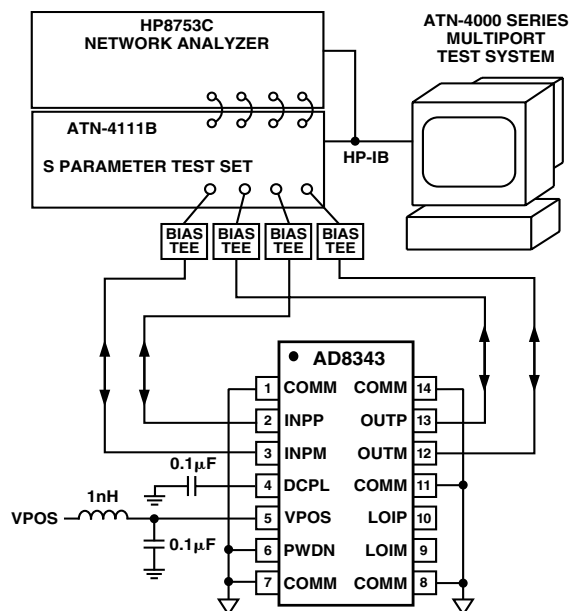 HP8753C
NETWORK ANALYZER
ATN-4000 SERIES
MULTIPORT
TEST SYSTEM
ATN-4111B
S PARAMETER TEST SET
HP-IB
BIAS TEE
BIAS TEE
BIAS TEE
BIAS TEE
AD8343
1 COMM COMM 14
2 INPP OUTP 13
3 INPM OUTM 12
0.1μF
4 DCPL COMM 11
1nH
VPOS
5 VPOS LOIP 10
0.1μF
6 PWDN LOIM 9
7 COMM COMM 8